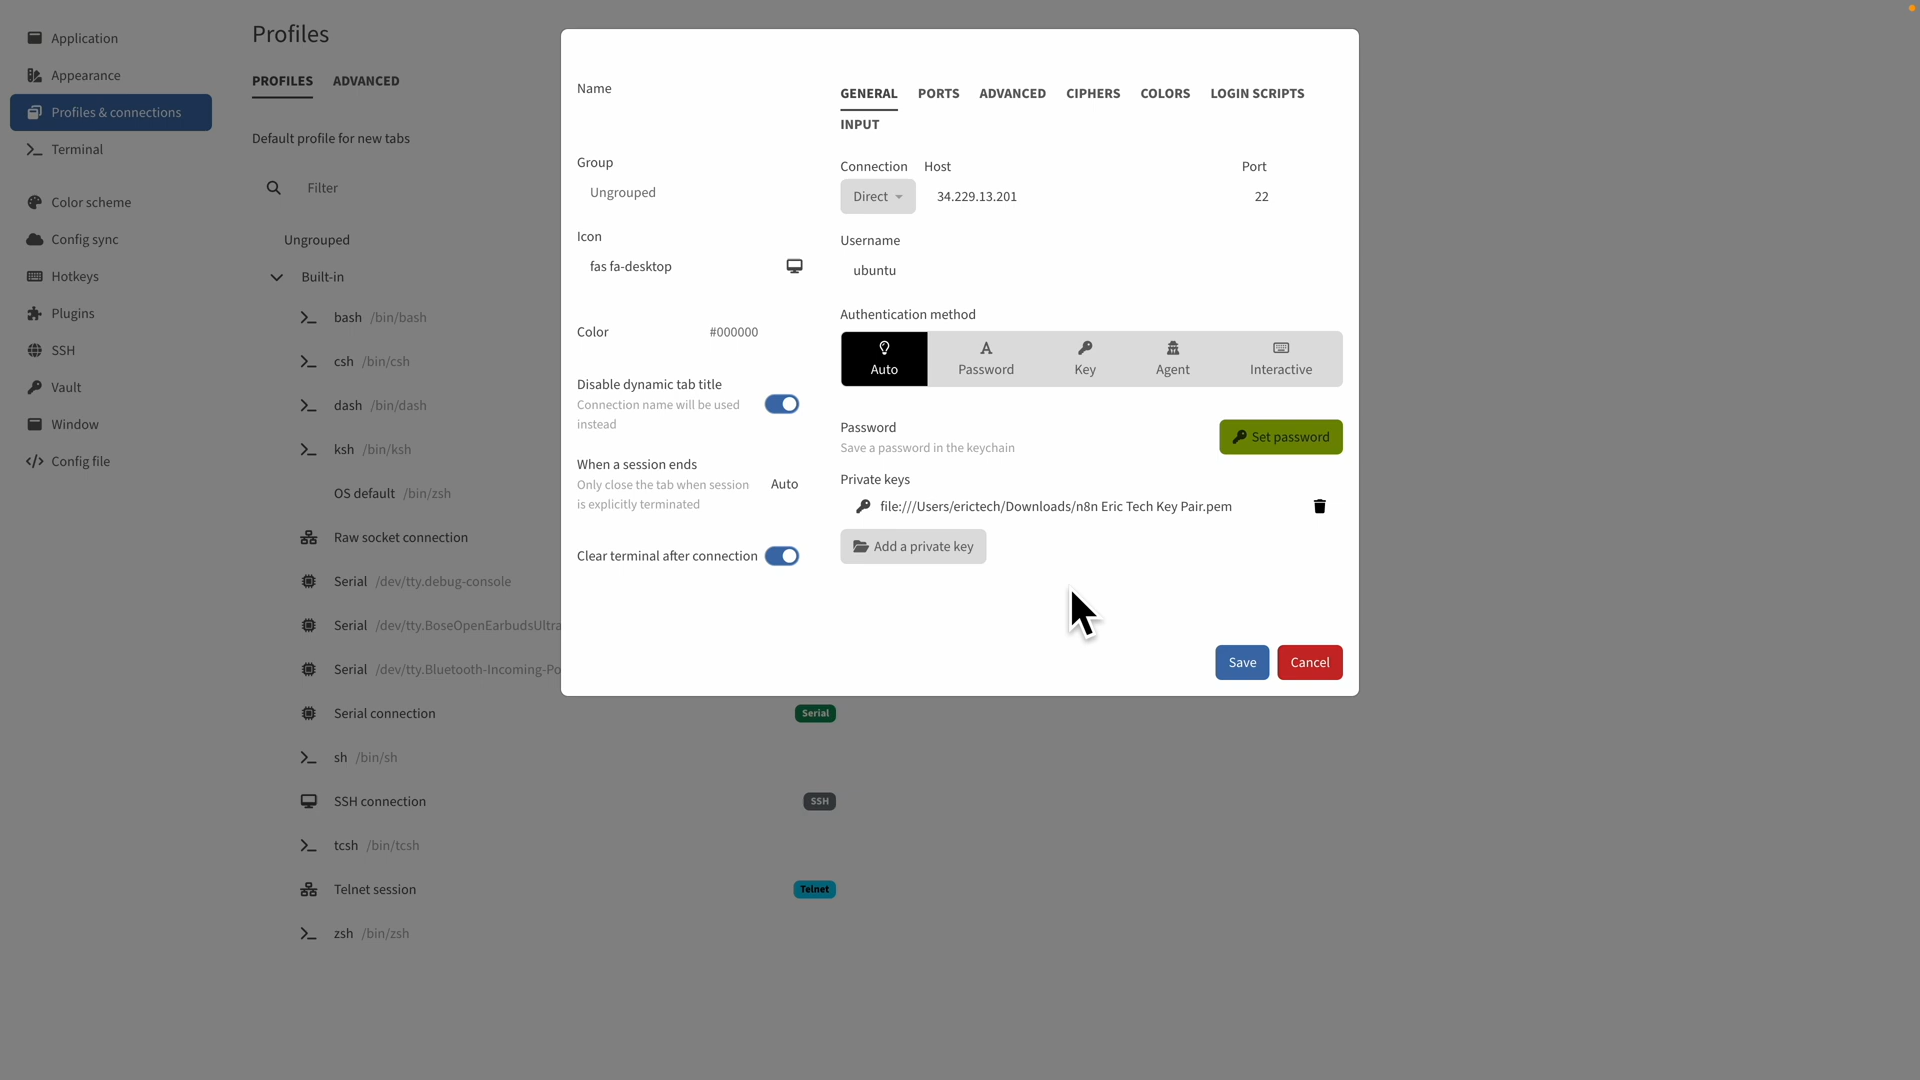 Application
Appearance
Profiles & connections
Terminal
Color scheme
Config sync
Hotkeys
Plugins
SSH
Vault
Window
Config file
Profiles
PROFILES ADVANCED
Default profile for new tabs
Filter
Ungrouped
Built-in
bash /bin/bash
csh /bin/csh
dash /bin/dash
ksh /bin/ksh
OS default /bin/zsh
Raw socket connection
Serial /dev/tty.debug-console
Serial /dev/tty.BoseOpenEarbudsUltra
Serial /dev/tty.Bluetooth-Incoming-Po
Serial connection Serial
sh /bin/sh
SSH connection SSH
tcsh /bin/tcsh
Telnet session Telnet
zsh /bin/zsh
Name
Group
Ungrouped
Icon
fas fa-desktop
Color #000000
Disable dynamic tab title
Connection name will be used
instead
When a session ends
Only close the tab when session
is explicitly terminated
Auto
Clear terminal after connection
GENERAL PORTS ADVANCED CIPHERS COLORS LOGIN SCRIPTS
INPUT
Connection Host Port
Direct 34.229.13.201 22
Username
ubuntu
Authentication method
Auto Password Key Agent Interactive
Password
Save a password in the keychain
Set password
Private keys
file:///Users/erictech/Downloads/n8n Eric Tech Key Pair.pem
Add a private key
Save Cancel